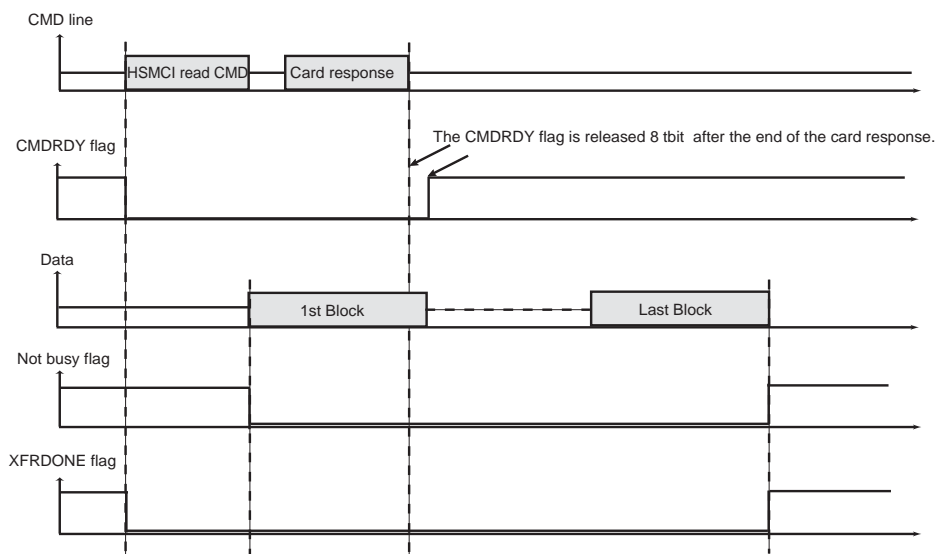 CMD line
HSMCI read CMD
Card response
The CMDRDY flag is released 8 tbit after the end of the card response.
CMDRDY flag
Data
1st Block
Last Block
Not busy flag
XFRDONE flag